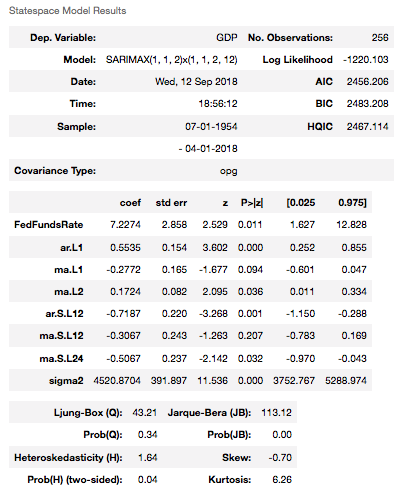 Statespace Model Results
Dep. Variable: GDP No. Observations: 256
Model: SARIMAX(1, 1, 2)x(1, 1, 2, 12) Log Likelihood -1220.103
Date: Wed, 12 Sep 2018 AIC 2456.206
Time: 18:56:12 BIC 2483.208
Sample: 07-01-1954 HQIC 2467.114
- 04-01-2018
Covariance Type: opg
coef std err z P>|z| [0.025 0.975]
FedFundsRate 7.2274 2.858 2.529 0.011 1.627 12.828
ar.L1 0.5535 0.154 3.602 0.000 0.252 0.855
ma.L1 -0.2772 0.165 -1.677 0.094 -0.601 0.047
ma.L2 0.1724 0.082 2.095 0.036 0.011 0.334
ar.S.L12 -0.7187 0.220 -3.268 0.001 -1.150 -0.288
ma.S.L12 -0.3067 0.243 -1.263 0.207 -0.783 0.169
ma.S.L24 -0.5067 0.237 -2.142 0.032 -0.970 -0.043
sigma2 4520.8704 391.897 11.536 0.000 3752.767 5288.974
Ljung-Box (Q): 43.21 Jarque-Bera (JB): 113.12
Prob(Q): 0.34 Prob(JB): 0.00
Heteroskedasticity (H): 1.64 Skew: -0.70
Prob(H) (two-sided): 0.04 Kurtosis: 6.26